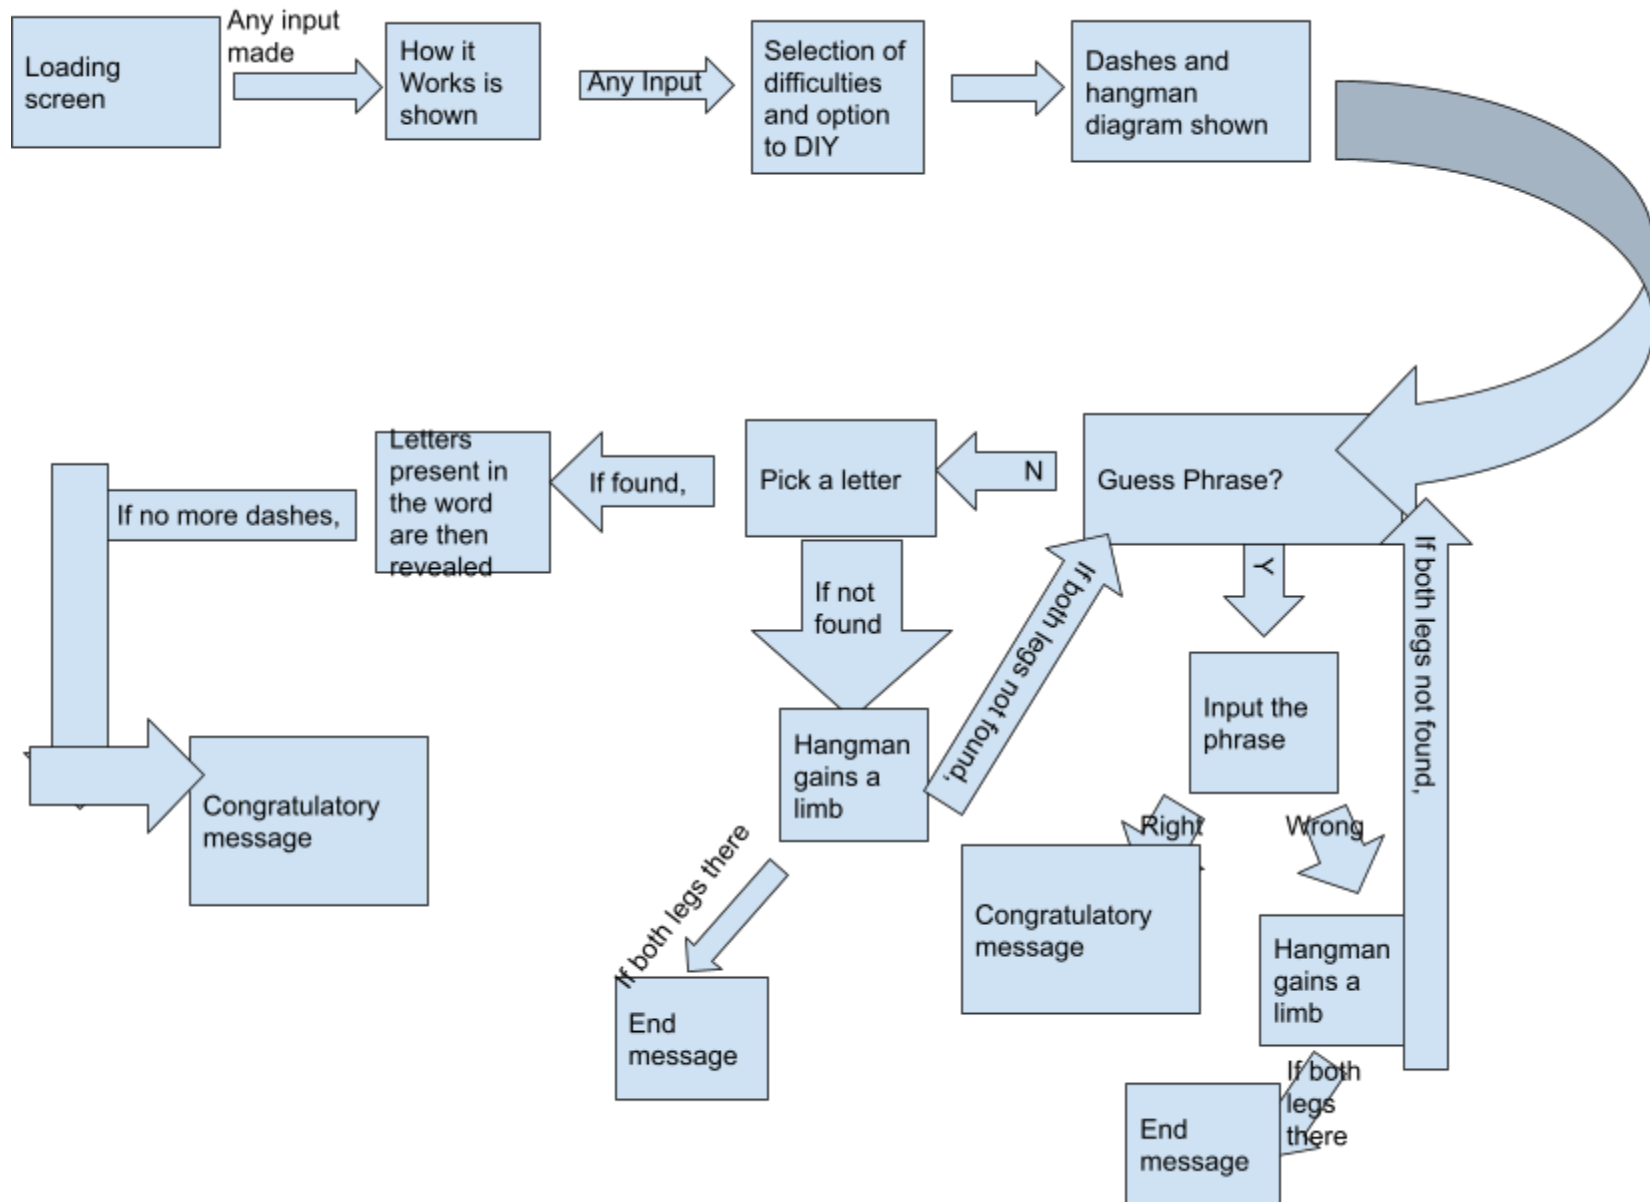 Loading
screen
Any input
made
How it
Works is
shown
Any Input
Selection of
difficulties
and option
to DIY
Dashes and
hangman
diagram shown
Guess Phrase?
N
Pick a letter
If found,
Letters
present in
the word
are then
revealed
If no more dashes,
Congratulatory
message
If not
found
Hangman
gains a
limb
If both legs not found,
If both legs there
End
message
Y
Input the
phrase
Right
Congratulatory
message
Wrong
Hangman
gains a
limb
If both legs not found,
If both
legs
there
End
message